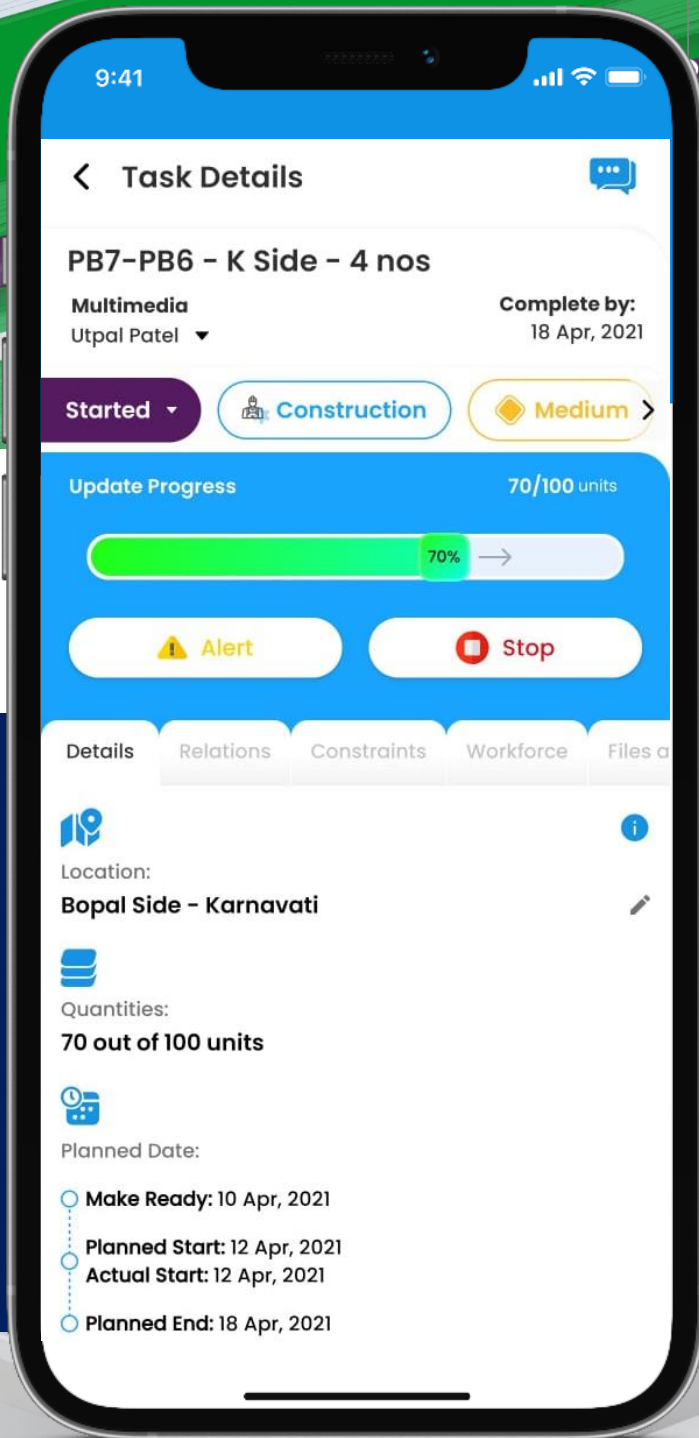 9:41
Task Details
PB7-PB6 - K Side - 4 nos
Multimedia
Complete by:
Utpal Patel
18 Apr, 2021
Started
Construction
Medium
Update Progress
70/100 units
70%
Alert
Stop
Details
Relations
Constraints
Workforce
Files a
Location:
Bopal Side - Karnavati
Quantities:
70 out of 100 units
Planned Date:
Make Ready: 10 Apr, 2021
Planned Start: 12 Apr, 2021
Actual Start: 12 Apr, 2021
Planned End: 18 Apr, 2021